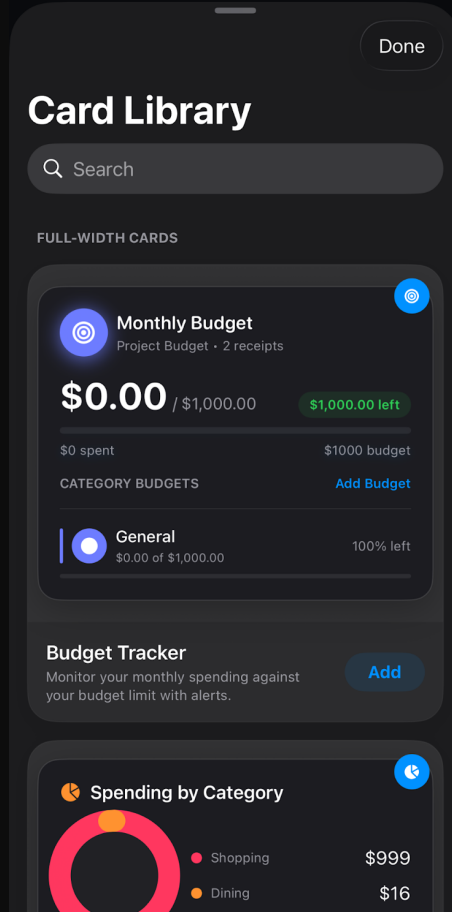 Done
Card Library
Search
FULL-WIDTH CARDS
Monthly Budget
Project Budget • 2 receipts
$0.00 / $1,000.00
$1,000.00 left
$0 spent
$1000 budget
CATEGORY BUDGETS
Add Budget
General
$0.00 of $1,000.00
100% left
Budget Tracker
Monitor your monthly spending against
your budget limit with alerts.
Add
Spending by Category
Shopping
$999
Dining
$16